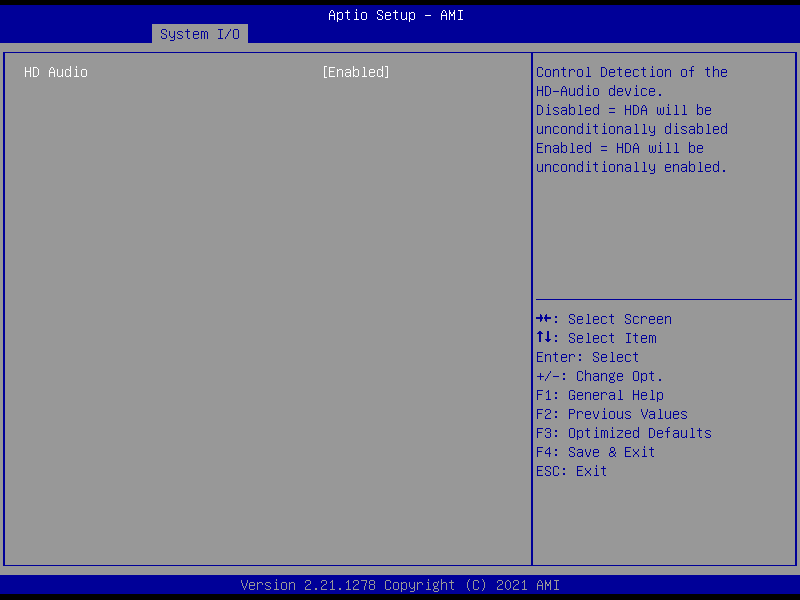 Aptio Setup - AMI
System I/O
HD Audio [Enabled]
Control Detection of the
HD-Audio device.
Disabled = HDA will be
unconditionally disabled
Enabled = HDA will be
unconditionally enabled.
→←: Select Screen
↑↓: Select Item
Enter: Select
+/-: Change Opt.
F1: General Help
F2: Previous Values
F3: Optimized Defaults
F4: Save & Exit
ESC: Exit
Version 2.21.1278 Copyright (C) 2021 AMI